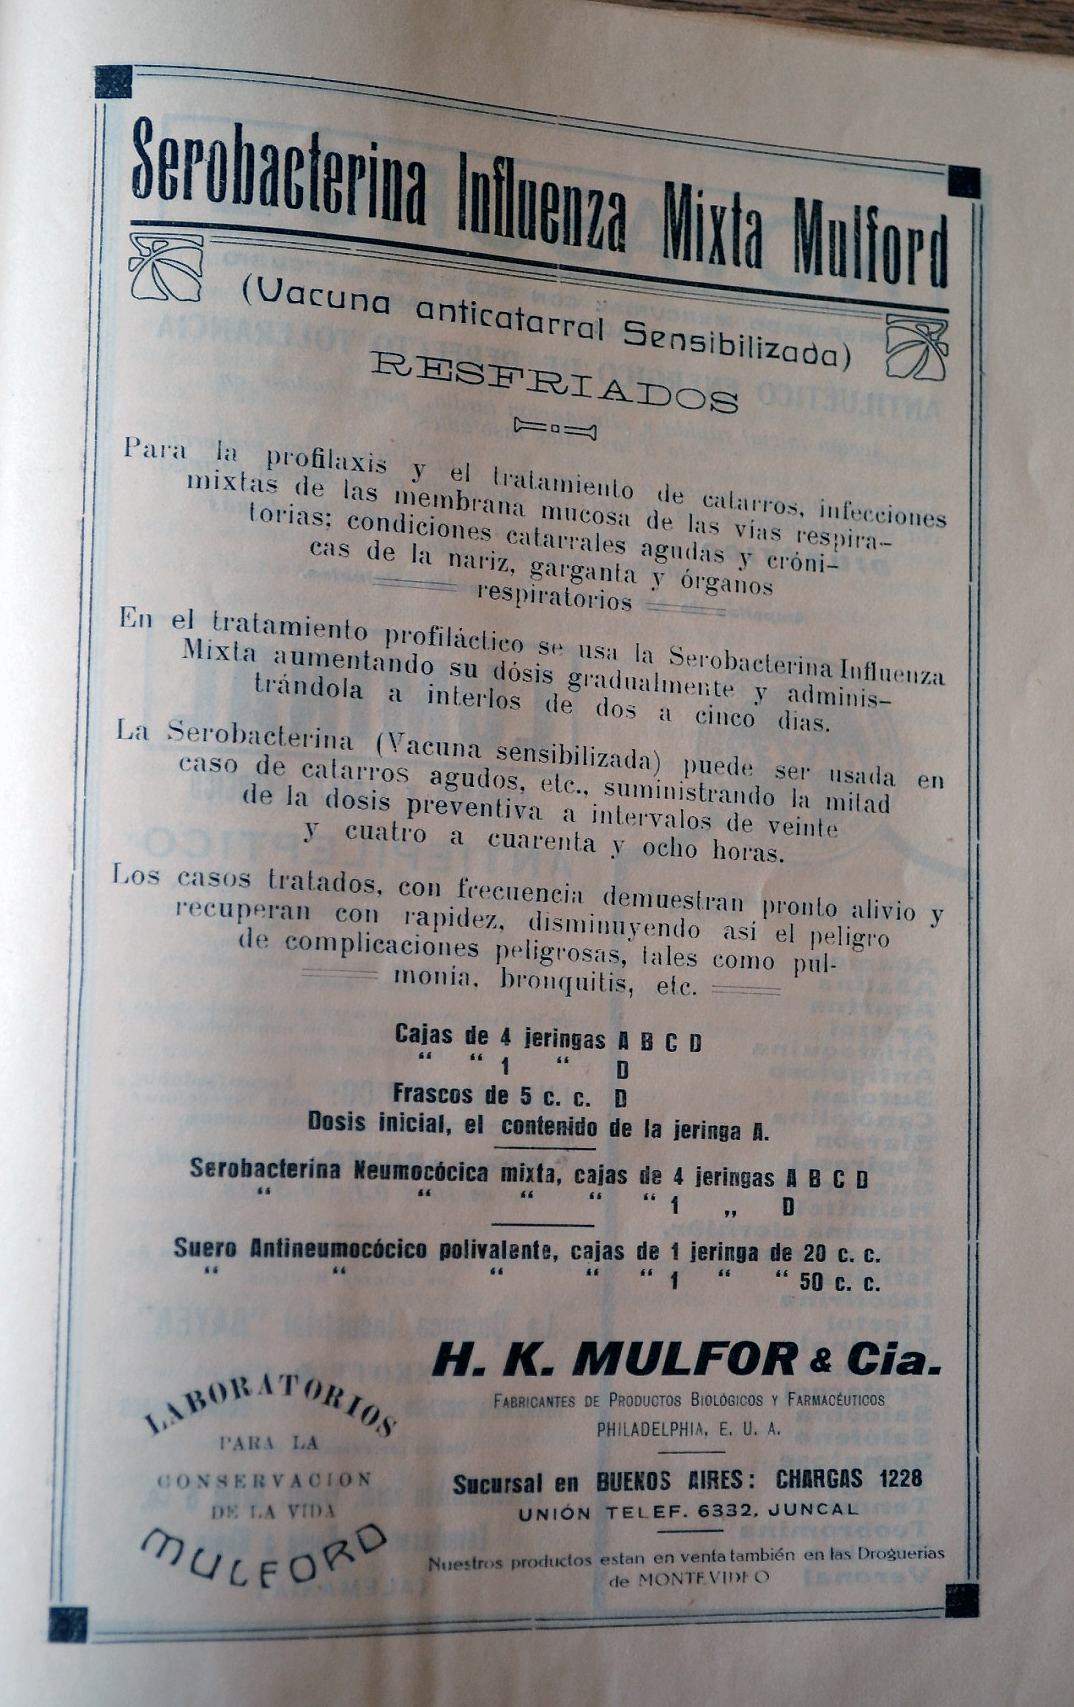 Serobacterina Influenza Mixta Mulford
(Vacuna anticatarral Sensibilizada)
RESFRIADOS
Para la profilaxis y el tratamiento de catarros, infecciones
mixtas de las membrana mucosa de las vías respira-
torias; condiciones catarrales agudas y cróni-
cas de la nariz, garganta y órganos
respiratorios
En el tratamiento profiláctico se usa la Serobacterina Influenza
Mixta aumentando su dósis gradualmente y adminis-
trándola a interlos de dos a cinco dias.
La Serobacterina (Vacuna sensibilizada) puede ser usada en
caso de catarros agudos, etc., suministrando la mitad
de la dosis preventiva a intervalos de veinte
y cuatro a cuarenta y ocho horas.
Los casos tratados, con frecuencia demuestran pronto alivio y
recuperan con rapidez, disminuyendo así el peligro
de complicaciones peligrosas, tales como pul-
monía, bronquitis, etc.
Cajas de 4 jeringas A B C D
“ “ 1 “ D
Frascos de 5 c. c. D
Dosis inicial, el contenido de la jeringa A.
Serobacterina Neumocócica mixta, cajas de 4 jeringas A B C D
“ “ “ “ “ 1 „ D
Suero Antineumocócico polivalente, cajas de 1 jeringa de 20 c. c.
“ “ “ “ “ 1 “ “ 50 c. c.
H. K. MULFOR & Cia.
FABRICANTES DE PRODUCTOS BIOLÓGICOS Y FARMACÉUTICOS
PHILADELPHIA, E. U. A.
Sucursal en BUENOS AIRES: CHARGAS 1228
UNIÓN TELEF. 6332, JUNCAL
Nuestros productos estan en venta también en las Droguerias
de MONTEVIDEO
LABORATORIOS
PARA LA
CONSERVACION
DE LA VIDA
MULFORD